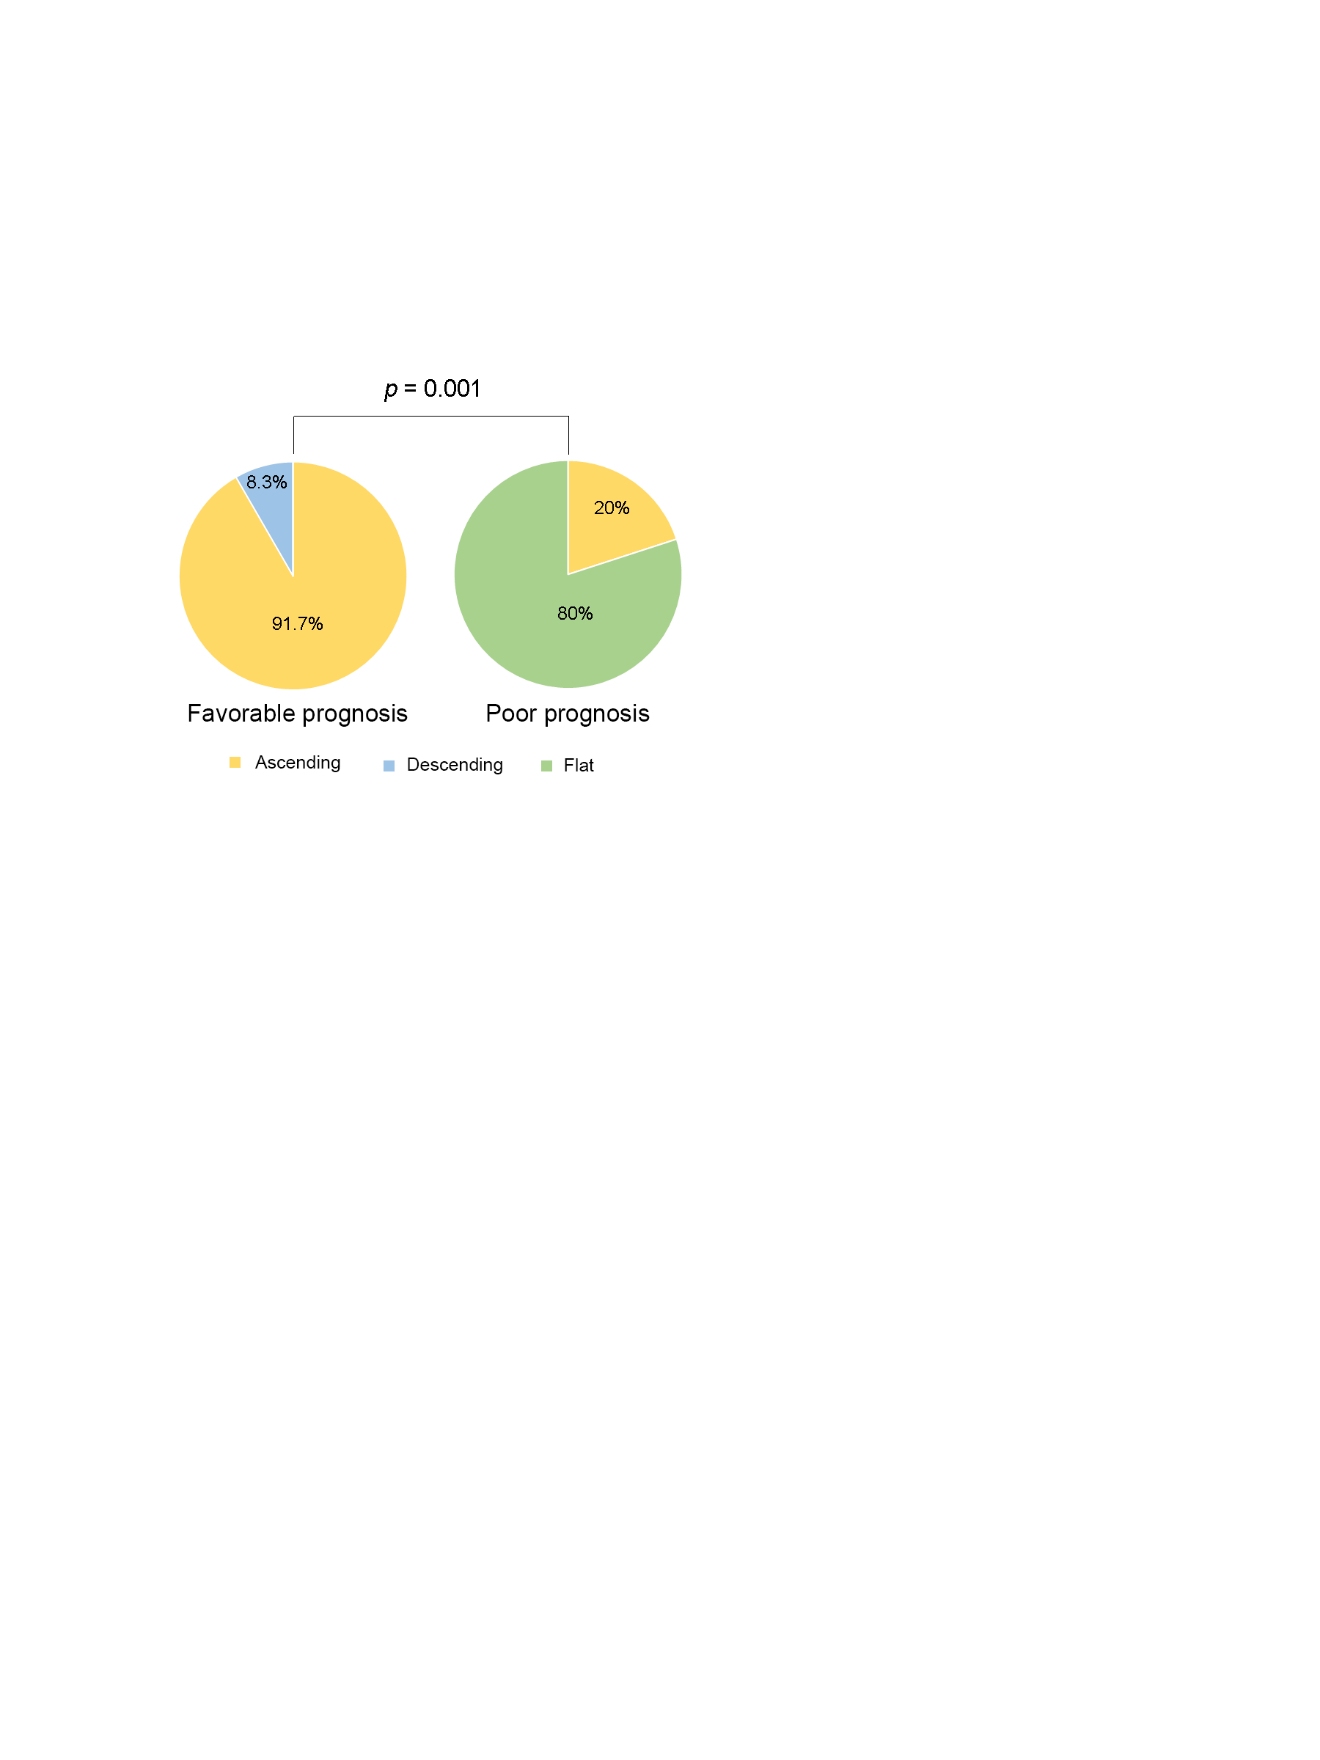 p = 0.001
8.3%
20%
91.7%
80%
Favorable prognosis
Poor prognosis
Ascending
Descending
Flat